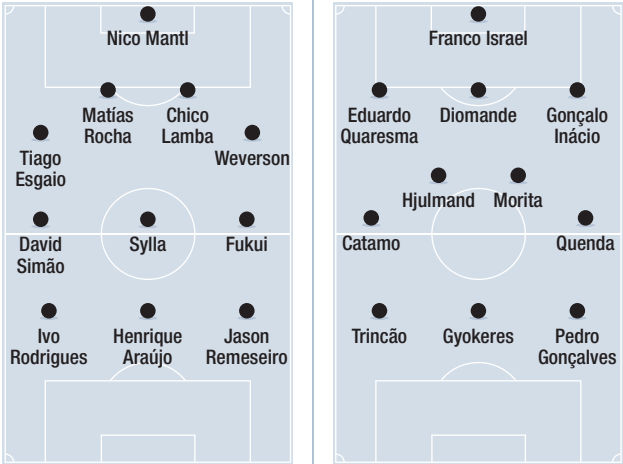 Nico Mantl
Matías
Rocha
Chico
Lamba
Tiago
Esgaio
Weverson
David
Simão
Sylla
Fukui
Ivo
Rodrigues
Henrique
Araújo
Jason
Remeseiro
Franco Israel
Eduardo
Quaresma
Diomande
Gonçalo
Inácio
Hjulmand
Morita
Catamo
Quenda
Trincão
Gyokeres
Pedro
Gonçalves